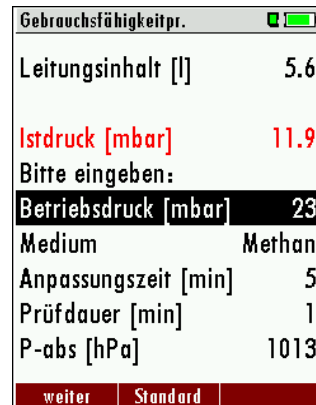 Gebrauchsfähigkeitpr.
Leitungsinhalt [l] 5.6
Istdruck [mbar] 11.9
Bitte eingeben:
Betriebsdruck [mbar] 23
Medium Methan
Anpassungszeit [min] 5
Prüfdauer [min] 1
P-abs [hPa] 1013
weiter Standard